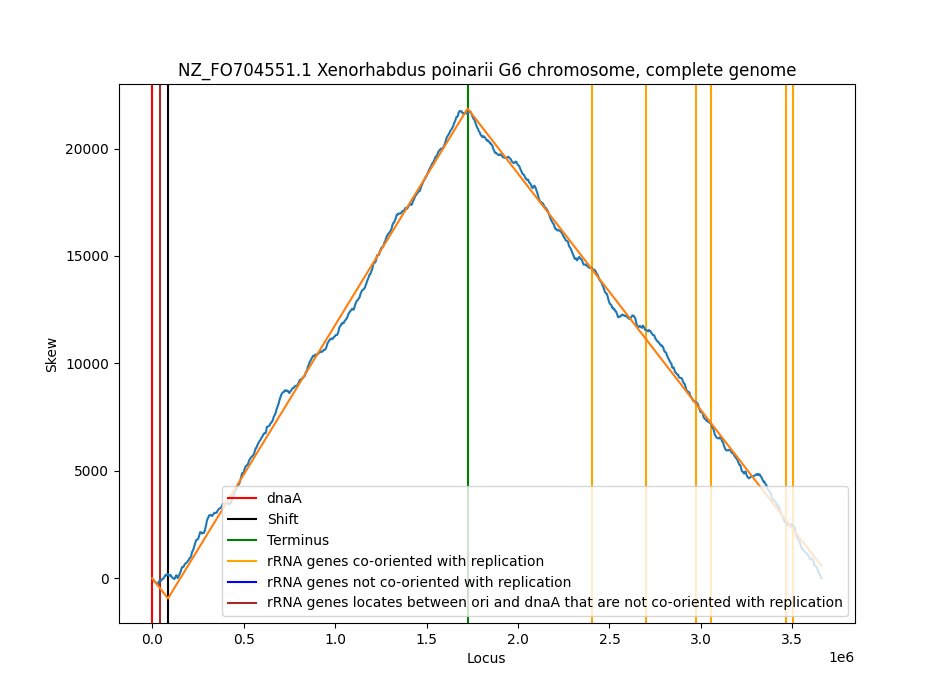 NZ_FO704551.1 Xenorhabdus poinarii G6 chromosome, complete genome
Skew
20000
15000
10000
5000
0
dnaA
Shift
Terminus
rRNA genes co-oriented with replication
rRNA genes not co-oriented with replication
rRNA genes locates between ori and dnaA that are not co-oriented with replication
0.0 0.5 1.0 1.5 2.0 2.5 3.0 3.5
1e6
Locus